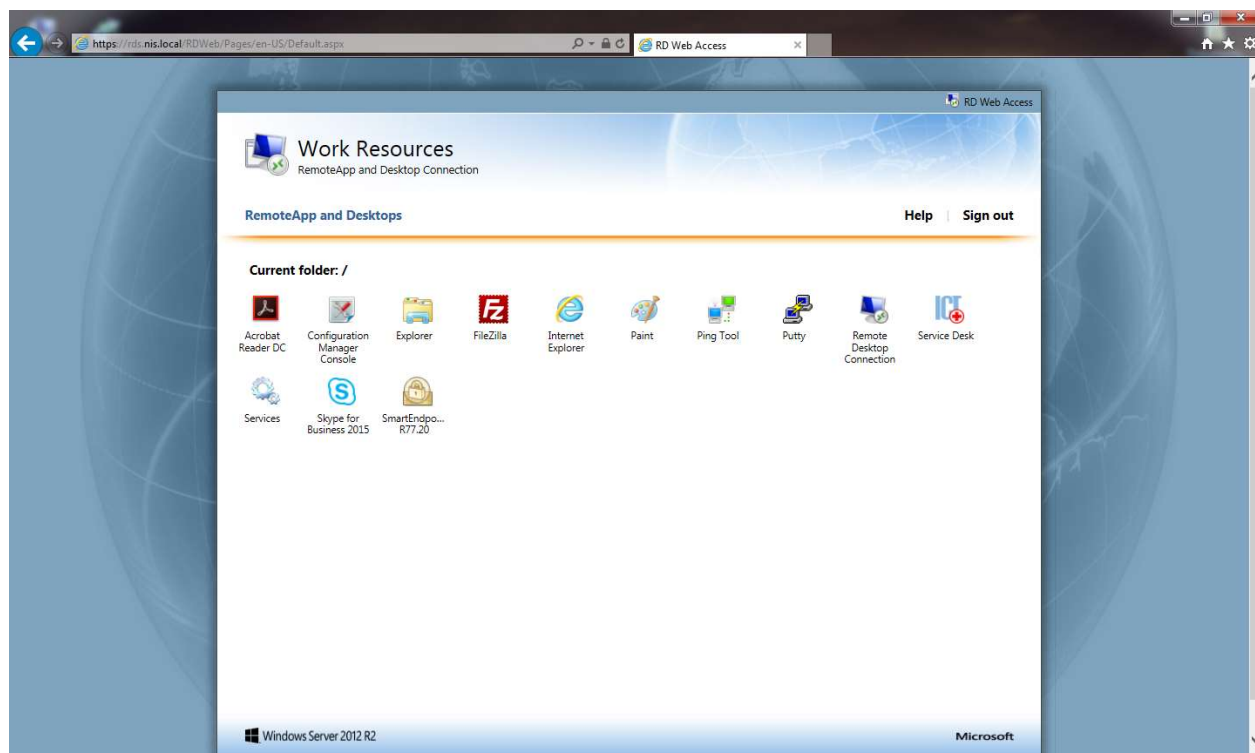 https://rds.nis.local/RDWeb/Pages/en-US/Default.aspx
RD Web Access
RD Web Access
Work Resources
RemoteApp and Desktop Connection
RemoteApp and Desktops
Help
Sign out
Current folder: /
Acrobat
Reader DC
Configuration
Manager
Console
Explorer
FileZilla
Internet
Explorer
Paint
Ping Tool
Putty
Remote
Desktop
Connection
ICT
Service Desk
Services
Skype for
Business 2015
SmartEndpo...
R77.20
Windows Server 2012 R2
Microsoft